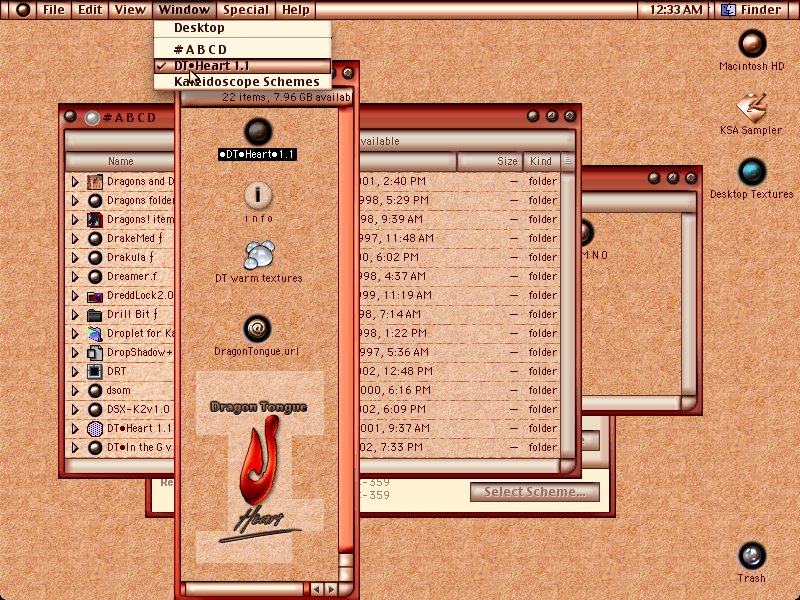 File Edit View Window Special Help 12:33 AM Finder
Desktop
#ABCD
DT•Heart 1.1
Kaleidoscope Schemes
22 items, 7.96 GB availab
•DT•Heart•1.1
info
DT warm textures
DragonTongue.url
Dragon Tongue
Heart
#ABCD
vailable
Name Size Kind
Dragons and D 001, 2:40 PM — folder
Dragons folde 998, 5:29 PM — folder
Dragons! item 998, 9:39 AM — folder
DrakeMed ƒ 997, 11:48 AM — folder
Drakula ƒ 00, 6:02 PM — folder
Dreamer.f 998, 4:37 AM — folder
DreddLock2.0 999, 11:19 AM — folder
Drill Bit ƒ 98, 7:14 AM — folder
Droplet for Ka 998, 1:22 PM — folder
DropShadow+ 997, 5:36 AM — folder
DRT 002, 12:48 PM — folder
dsom 000, 6:16 PM — folder
DSX-K2v1.0 002, 6:09 PM — folder
DT•Heart 1.1 001, 9:37 AM — folder
DT•In the G v 02, 7:33 PM — folder
M N O
Re -359
-359
Select Scheme...
Macintosh HD
KSA Sampler
Desktop Textures
Trash